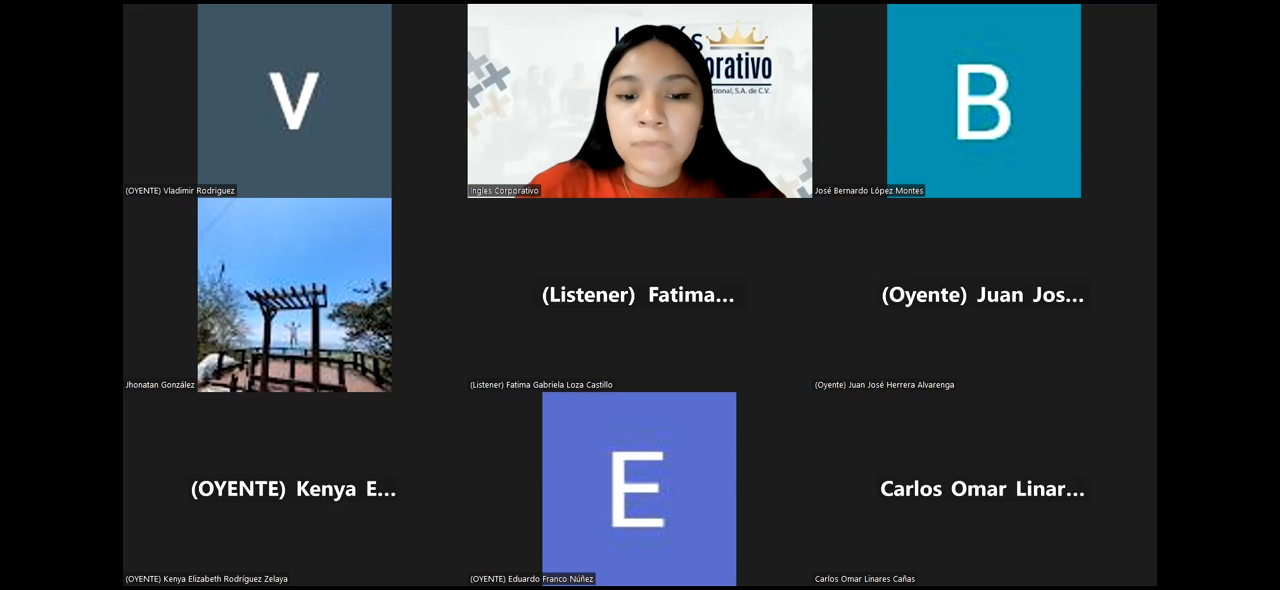 V
(OYENTE) Vladimir Rodriguez
orativo
tional, S.A. de C.V.
Ingles Corporativo
B
José Bernardo López Montes
Jhonatan González
(Listener) Fatima...
(Listener) Fatima Gabriela Loza Castillo
(Oyente) Juan Jos...
(Oyente) Juan José Herrera Alvarenga
(OYENTE) Kenya E...
(OYENTE) Kenya Elizabeth Rodríguez Zelaya
E
(OYENTE) Eduardo Franco Núñez
Carlos Omar Linar...
Carlos Omar Linares Cañas